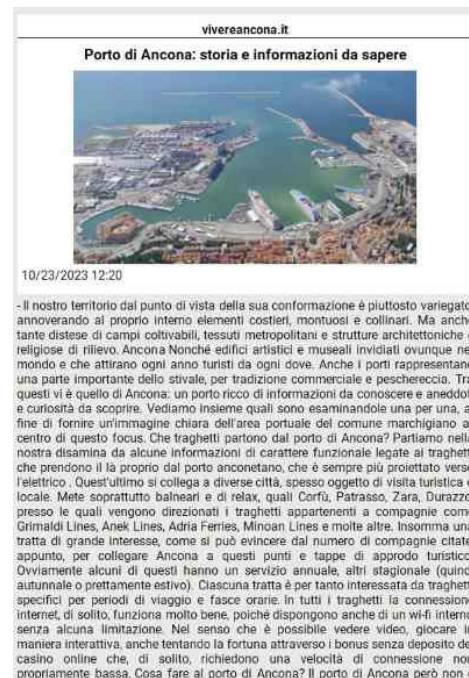 vivereancona.it
Porto di Ancona: storia e informazioni da sapere
10/23/2023 12:20
- Il nostro territorio dal punto di vista della sua conformazione è piuttosto variegato
annoverando al proprio interno elementi costieri, montuosi e collinari. Ma anche
tante distese di campi coltivabili, tessuti metropolitani e strutture architettoniche e
religiose di rilievo. Ancona Nonché edifici artistici e museali invidiati ovunque ne
mondo e che attirano ogni anno turisti da ogni dove. Anche i porti rappresentano
una parte importante dello stivale, per tradizione commerciale e peschereccia. Tra
questi vi è quello di Ancona: un porto ricco di informazioni da conoscere e aneddot
e curiosità da scoprire. Vediamo insieme quali sono esaminandole una per una, a
fine di fornire un'immagine chiara dell'area portuale del comune marchigiano a
centro di questo focus. Che traghetti partono dal porto di Ancona? Partiamo nella
nostra disamina da alcune informazioni di carattere funzionale legate ai traghett
che prendono il là proprio dal porto anconetano, che è sempre più proiettato verso
l'elettrico . Quest'ultimo si collega a diverse città, spesso oggetto di visita turistica e
locale. Mete soprattutto balneari e di relax, quali Corfù, Patrasso, Zara, Durazzo
presso le quali vengono direzionati i traghetti appartenenti a compagnie come
Grimaldi Lines, Anek Lines, Adria Ferries, Minoan Lines e molte altre. Insomma una
tratta di grande interesse, come si può evincere dal numero di compagnie citate
appunto, per collegare Ancona a questi punti e tappe di approdo turistico
Ovviamente alcuni di questi hanno un servizio annuale, altri stagionale (quind
autunnale o prettamente estivo). Ciascuna tratta è per tanto interessata da traghett
specifici per periodi di viaggio e fasce orarie. In tutti i traghetti la connessione
internet, di solito, funziona molto bene, poiché dispongono anche di un wi-fi interno
senza alcuna limitazione. Nel senso che è possibile vedere video, giocare in
maniera interattiva, anche tentando la fortuna attraverso i bonus senza deposito de
casino online che, di solito, richiedono una velocità di connessione non
propriamente bassa. Cosa fare al porto di Ancona? Il porto di Ancona però non